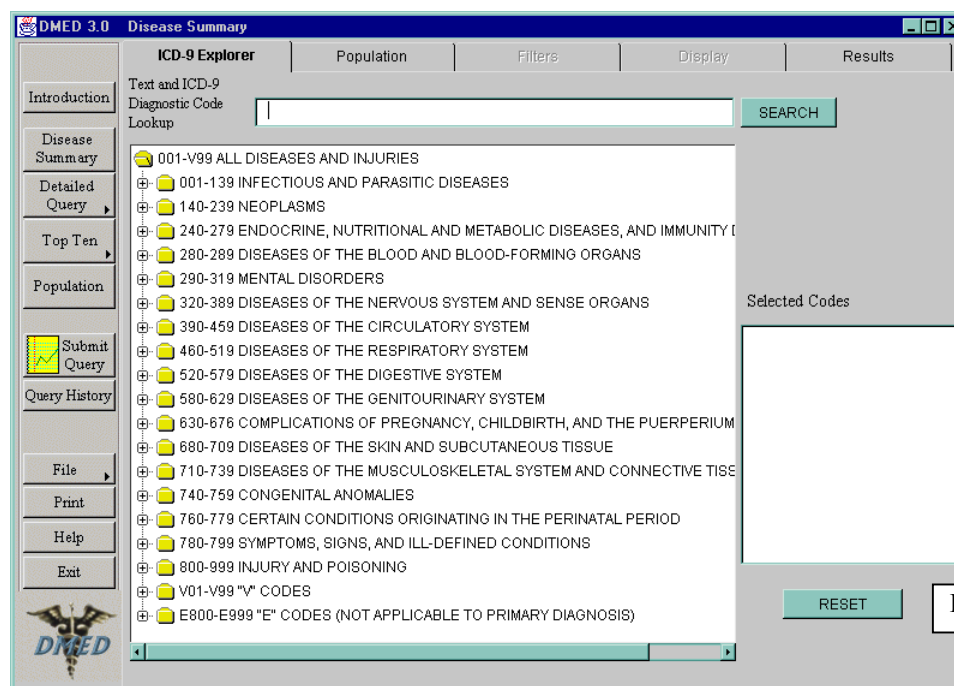 DMED 3.0 Disease Summary
ICD-9 Explorer Population Filters Display Results
Introduction
Disease
Summary
Detailed
Query
Top Ten
Population
Submit
Query
Query History
File
Print
Help
Exit
DMED
Text and ICD-9
Diagnostic Code
Lookup
SEARCH
001-V99 ALL DISEASES AND INJURIES
001-139 INFECTIOUS AND PARASITIC DISEASES
140-239 NEOPLASMS
240-279 ENDOCRINE, NUTRITIONAL AND METABOLIC DISEASES, AND IMMUNITY
280-289 DISEASES OF THE BLOOD AND BLOOD-FORMING ORGANS
290-319 MENTAL DISORDERS
320-389 DISEASES OF THE NERVOUS SYSTEM AND SENSE ORGANS
390-459 DISEASES OF THE CIRCULATORY SYSTEM
460-519 DISEASES OF THE RESPIRATORY SYSTEM
520-579 DISEASES OF THE DIGESTIVE SYSTEM
580-629 DISEASES OF THE GENITOURINARY SYSTEM
630-676 COMPLICATIONS OF PREGNANCY, CHILDBIRTH, AND THE PUERPERIUM
680-709 DISEASES OF THE SKIN AND SUBCUTANEOUS TISSUE
710-739 DISEASES OF THE MUSCULOSKELETAL SYSTEM AND CONNECTIVE TISS
740-759 CONGENITAL ANOMALIES
760-779 CERTAIN CONDITIONS ORIGINATING IN THE PERINATAL PERIOD
780-799 SYMPTOMS, SIGNS, AND ILL-DEFINED CONDITIONS
800-999 INJURY AND POISONING
V01-V99 "V" CODES
E800-E999 "E" CODES (NOT APPLICABLE TO PRIMARY DIAGNOSIS)
Selected Codes
RESET